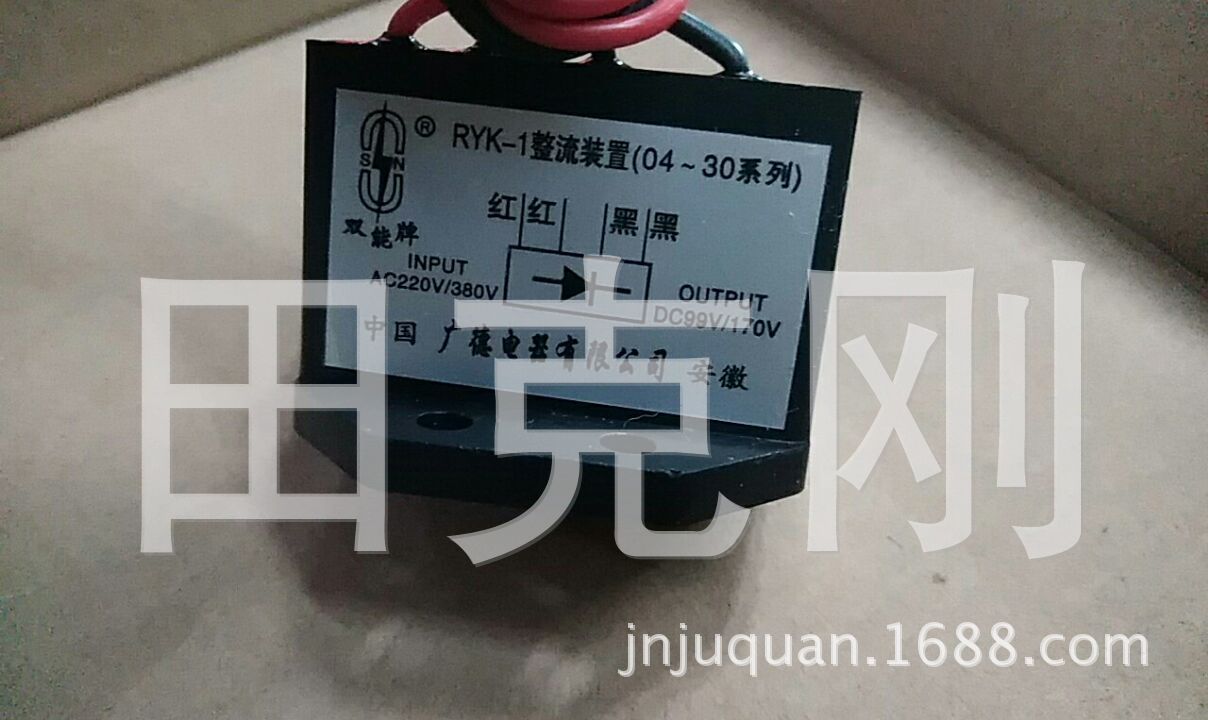 ® RYK-1整流装置(04~30系列)
S N
双能牌
红 红 黑 黑
INPUT
AC220V/380V
OUTPUT
DC99V/170V
中国 广德电器有限公司 安徽
田克刚
jnjuquan.1688.com